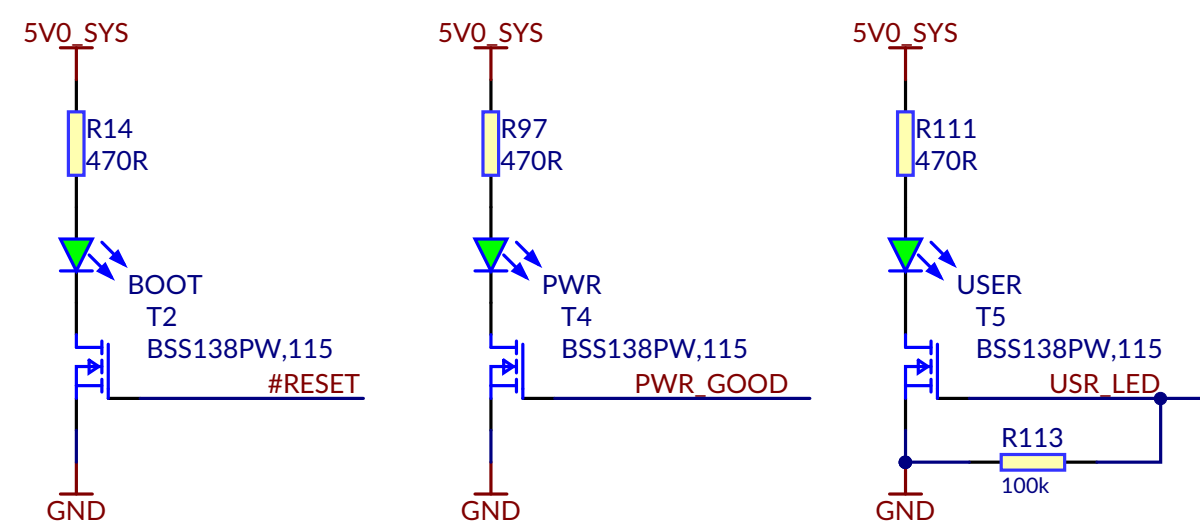 5V0_SYS
R14
470R
BOOT
T2
BSS138PW,115
#RESET
GND
5V0_SYS
R97
470R
PWR
T4
BSS138PW,115
PWR_GOOD
GND
5V0_SYS
R111
470R
USER
T5
BSS138PW,115
USR_LED
R113
100k
GND